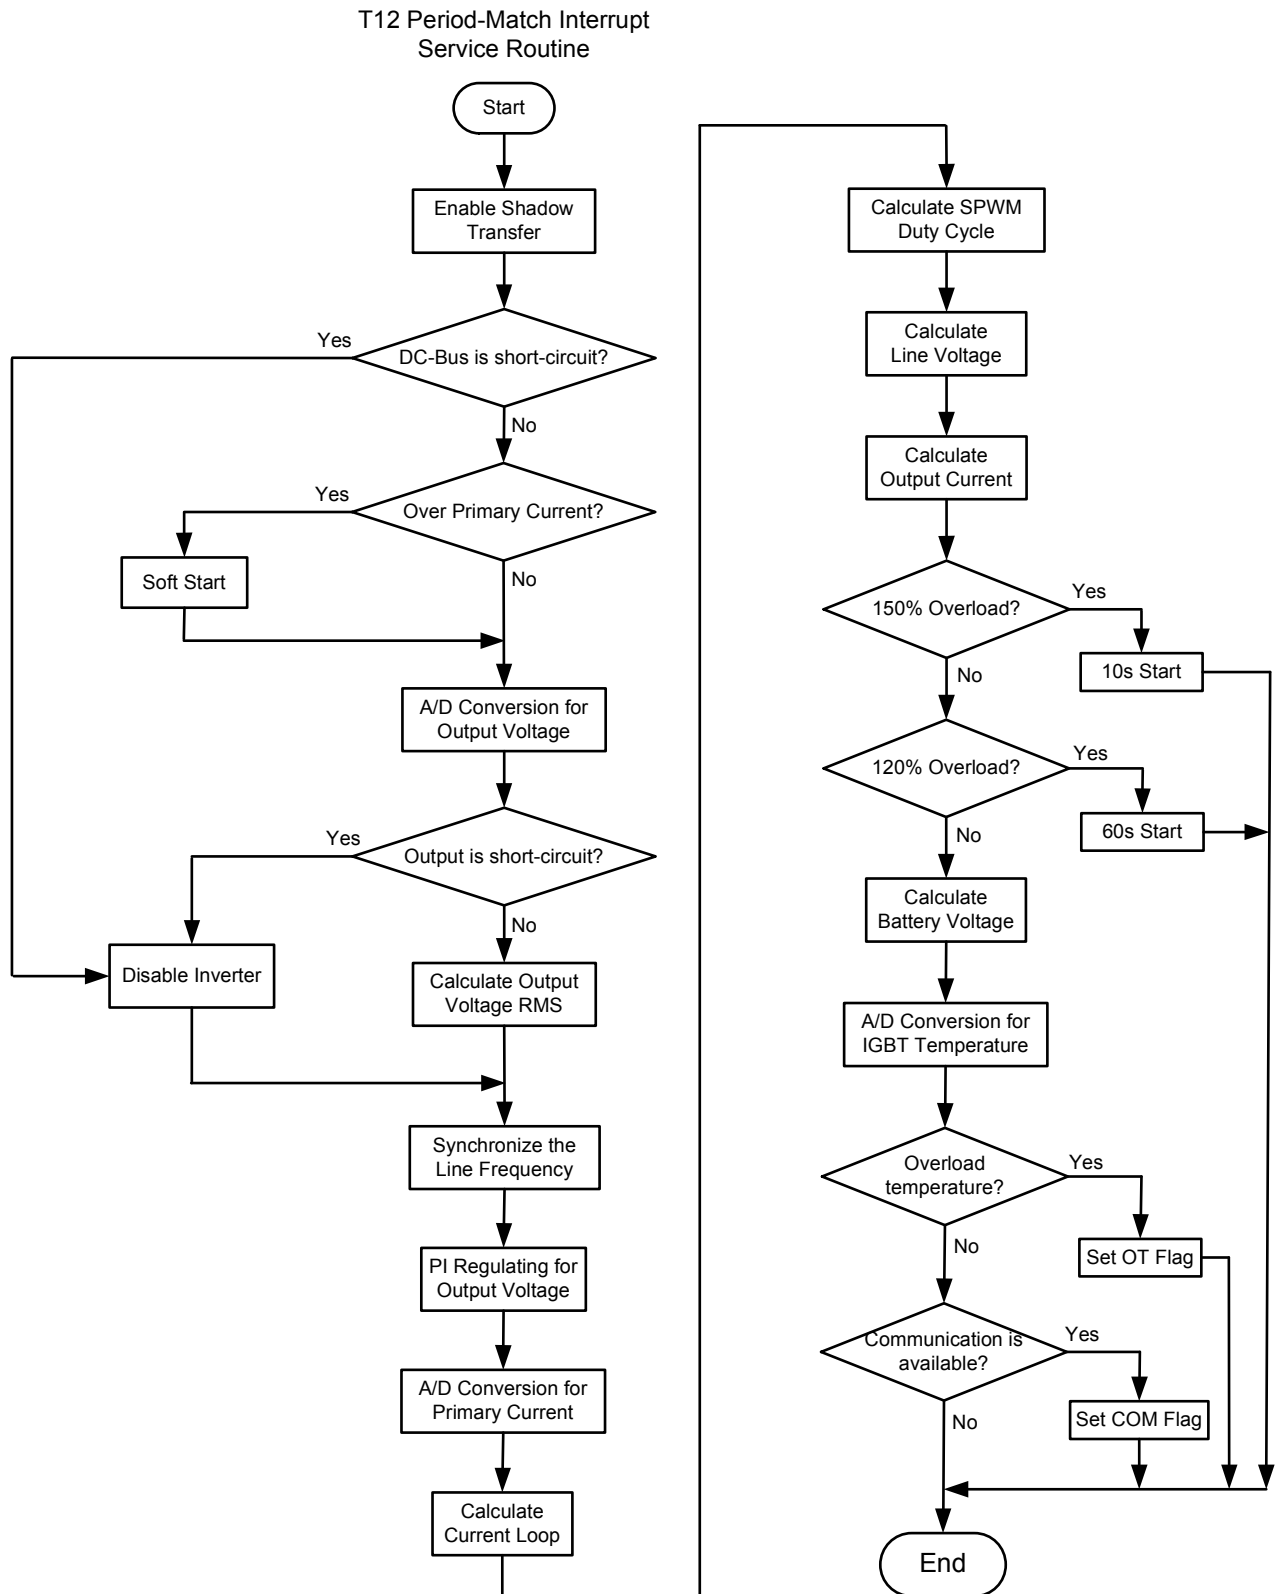 T12 Period-Match Interrupt
Service Routine
Start
Enable Shadow
Transfer
Yes
DC-Bus is short-circuit?
No
Yes
Over Primary Current?
Soft Start
No
A/D Conversion for
Output Voltage
Yes
Output is short-circuit?
No
Disable Inverter
Calculate Output
Voltage RMS
Synchronize the
Line Frequency
PI Regulating for
Output Voltage
A/D Conversion for
Primary Current
Calculate
Current Loop
Calculate SPWM
Duty Cycle
Calculate
Line Voltage
Calculate
Output Current
150% Overload?
Yes
No
10s Start
120% Overload?
Yes
No
60s Start
Calculate
Battery Voltage
A/D Conversion for
IGBT Temperature
Overload
temperature?
Yes
No
Set OT Flag
Communication is
available?
Yes
No
Set COM Flag
End